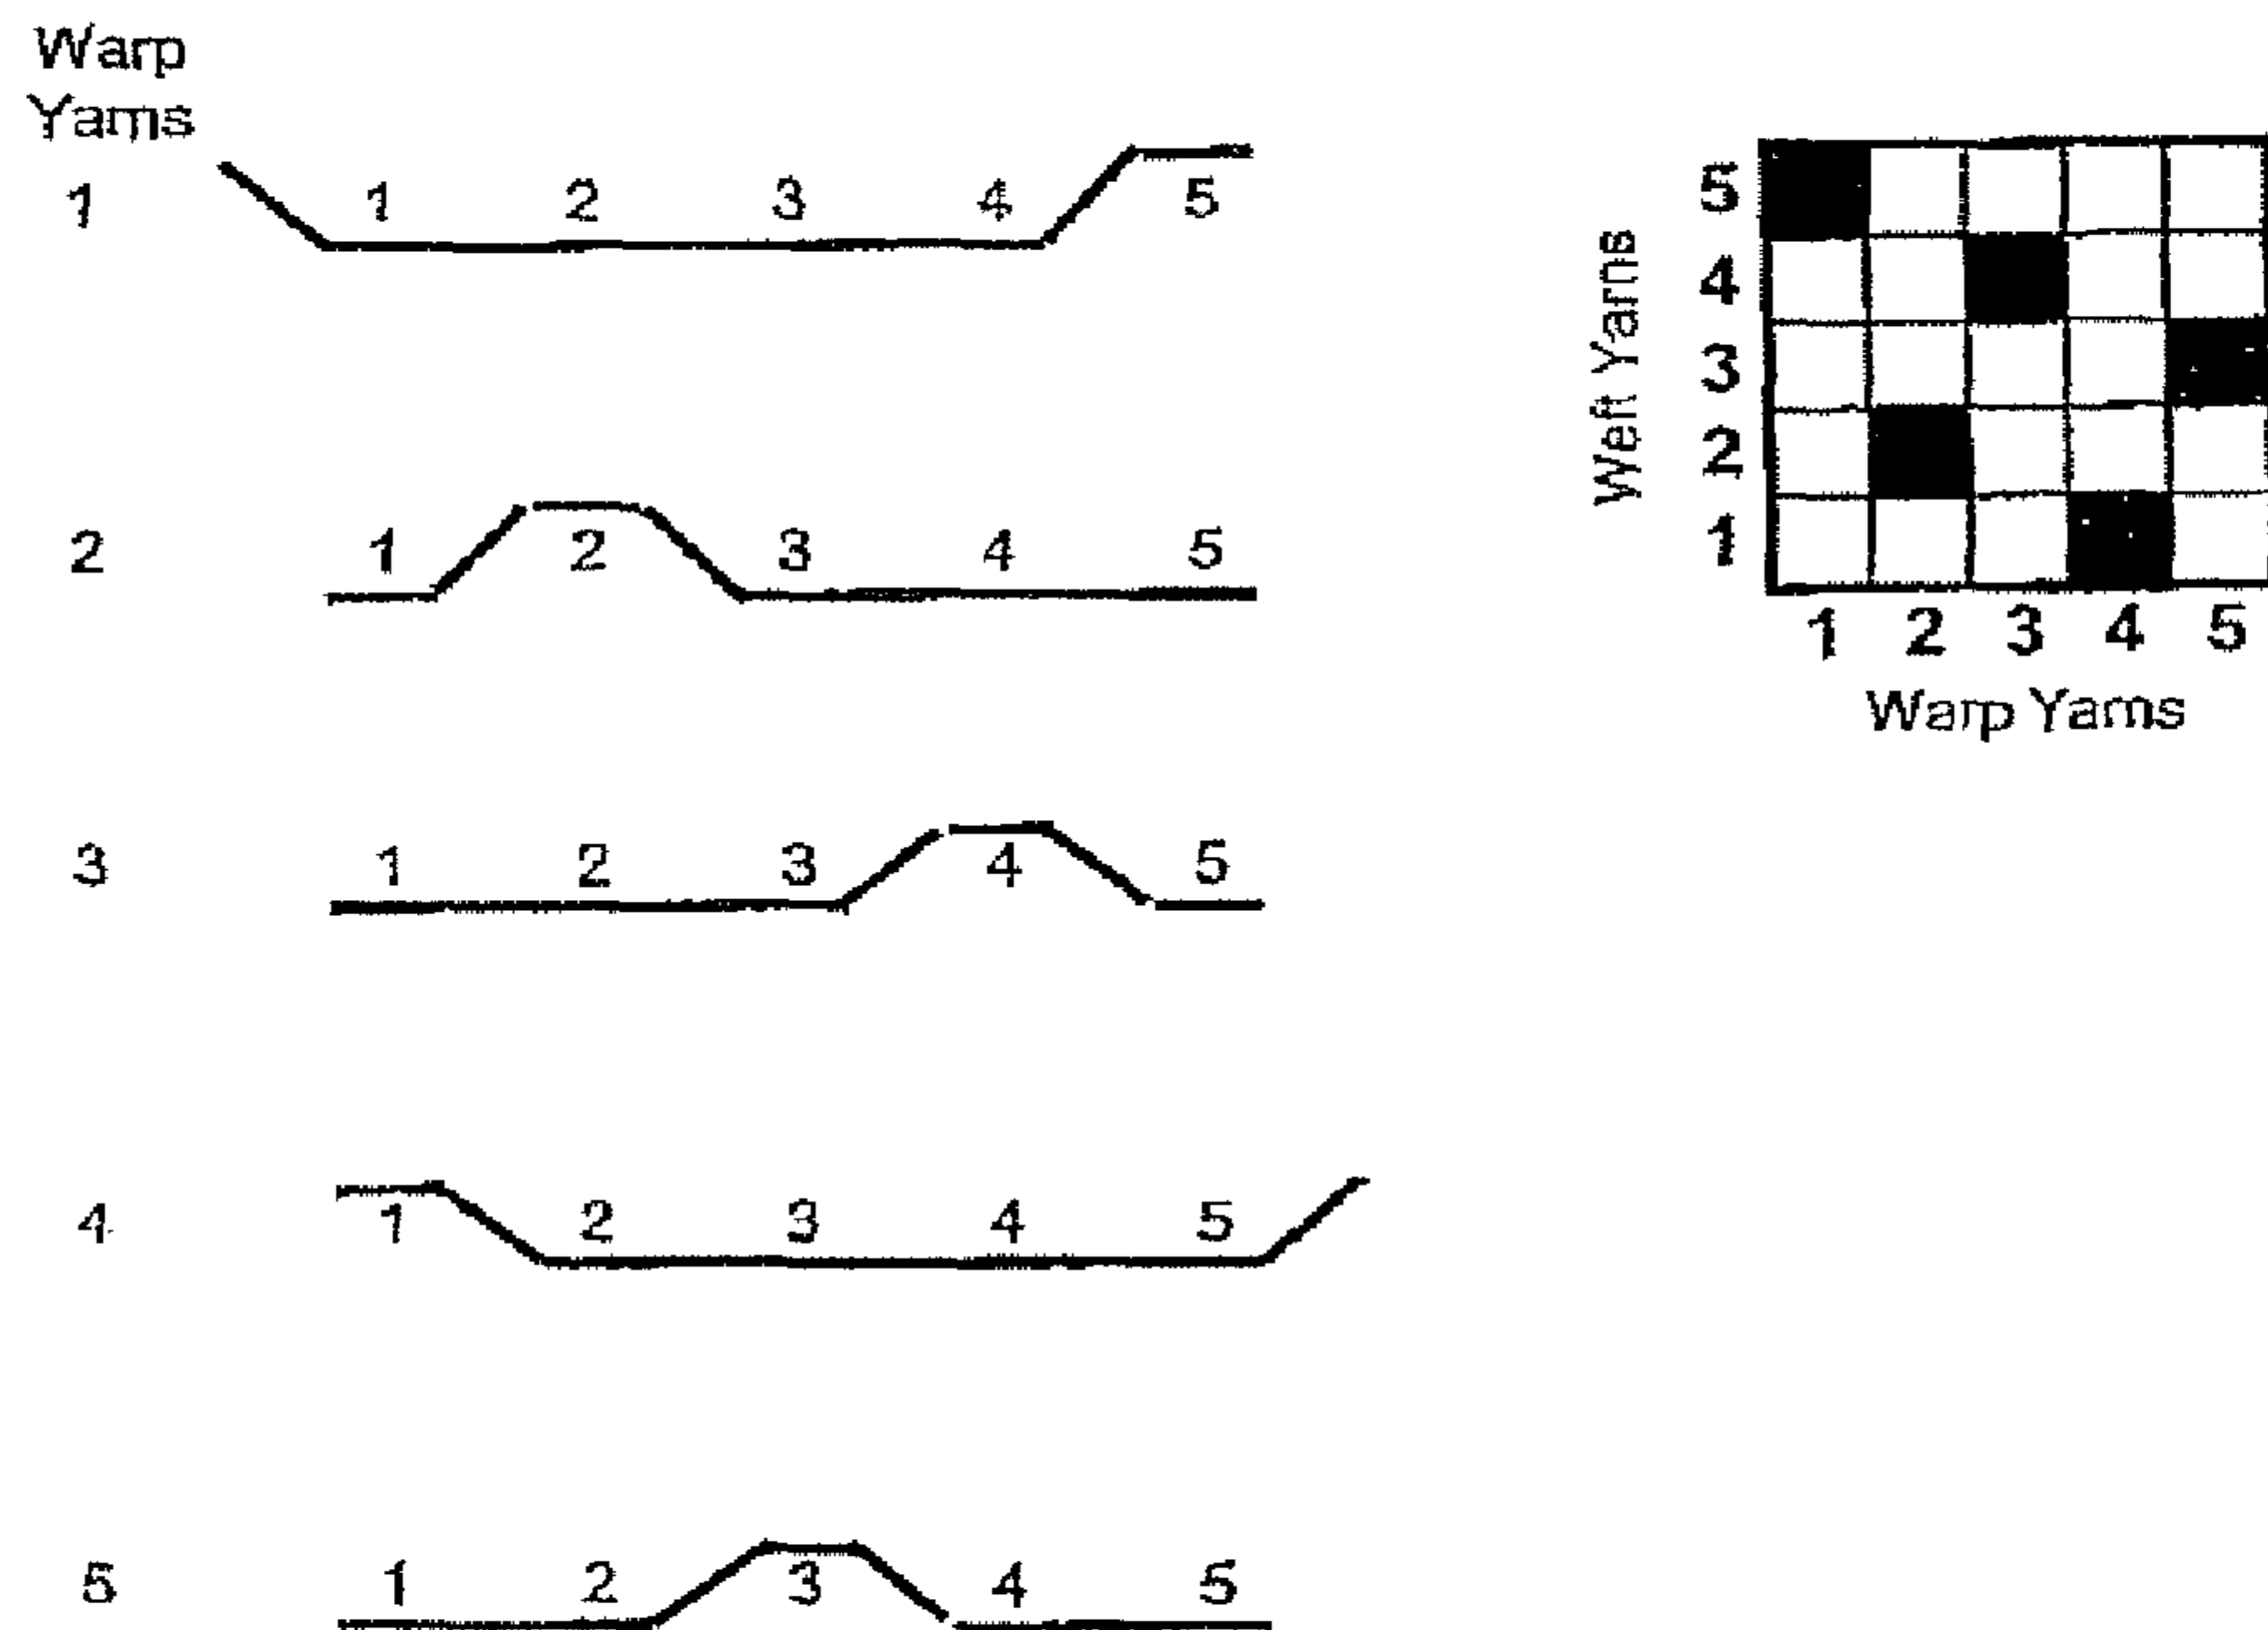 Warp
Yarns
1 1 2 3 4 5
2 1 2 3 4 5
3 1 2 3 4 5
4 1 2 3 4 5
5 1 2 3 4 5
Weft Yarns
5
4
3
2
1
1 2 3 4 5
Warp Yarns